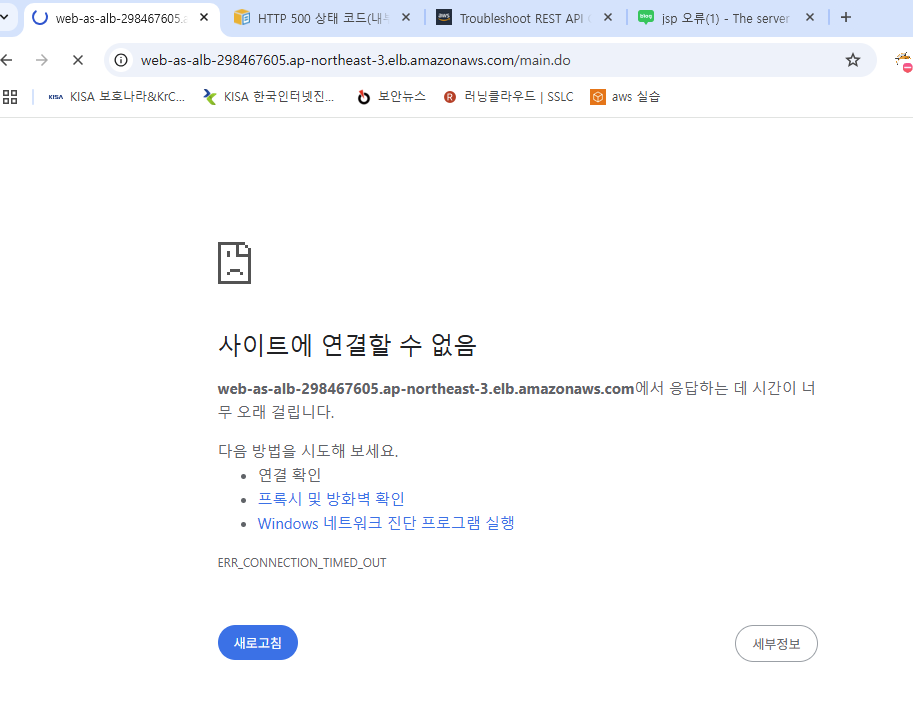 web-as-alb-298467605.a
HTTP 500 상태 코드(내부
Troubleshoot REST API
jsp 오류(1) - The server
web-as-alb-298467605.ap-northeast-3.elb.amazonaws.com/main.do
KISA KISA 보호나라&KrC...
KISA 한국인터넷진...
보안뉴스
R 러닝클라우드 | SSLC
aws 실습
사이트에 연결할 수 없음
web-as-alb-298467605.ap-northeast-3.elb.amazonaws.com에서 응답하는 데 시간이 너
무 오래 걸립니다.
다음 방법을 시도해 보세요.
• 연결 확인
• 프록시 및 방화벽 확인
• Windows 네트워크 진단 프로그램 실행
ERR_CONNECTION_TIMED_OUT
새로고침
세부정보